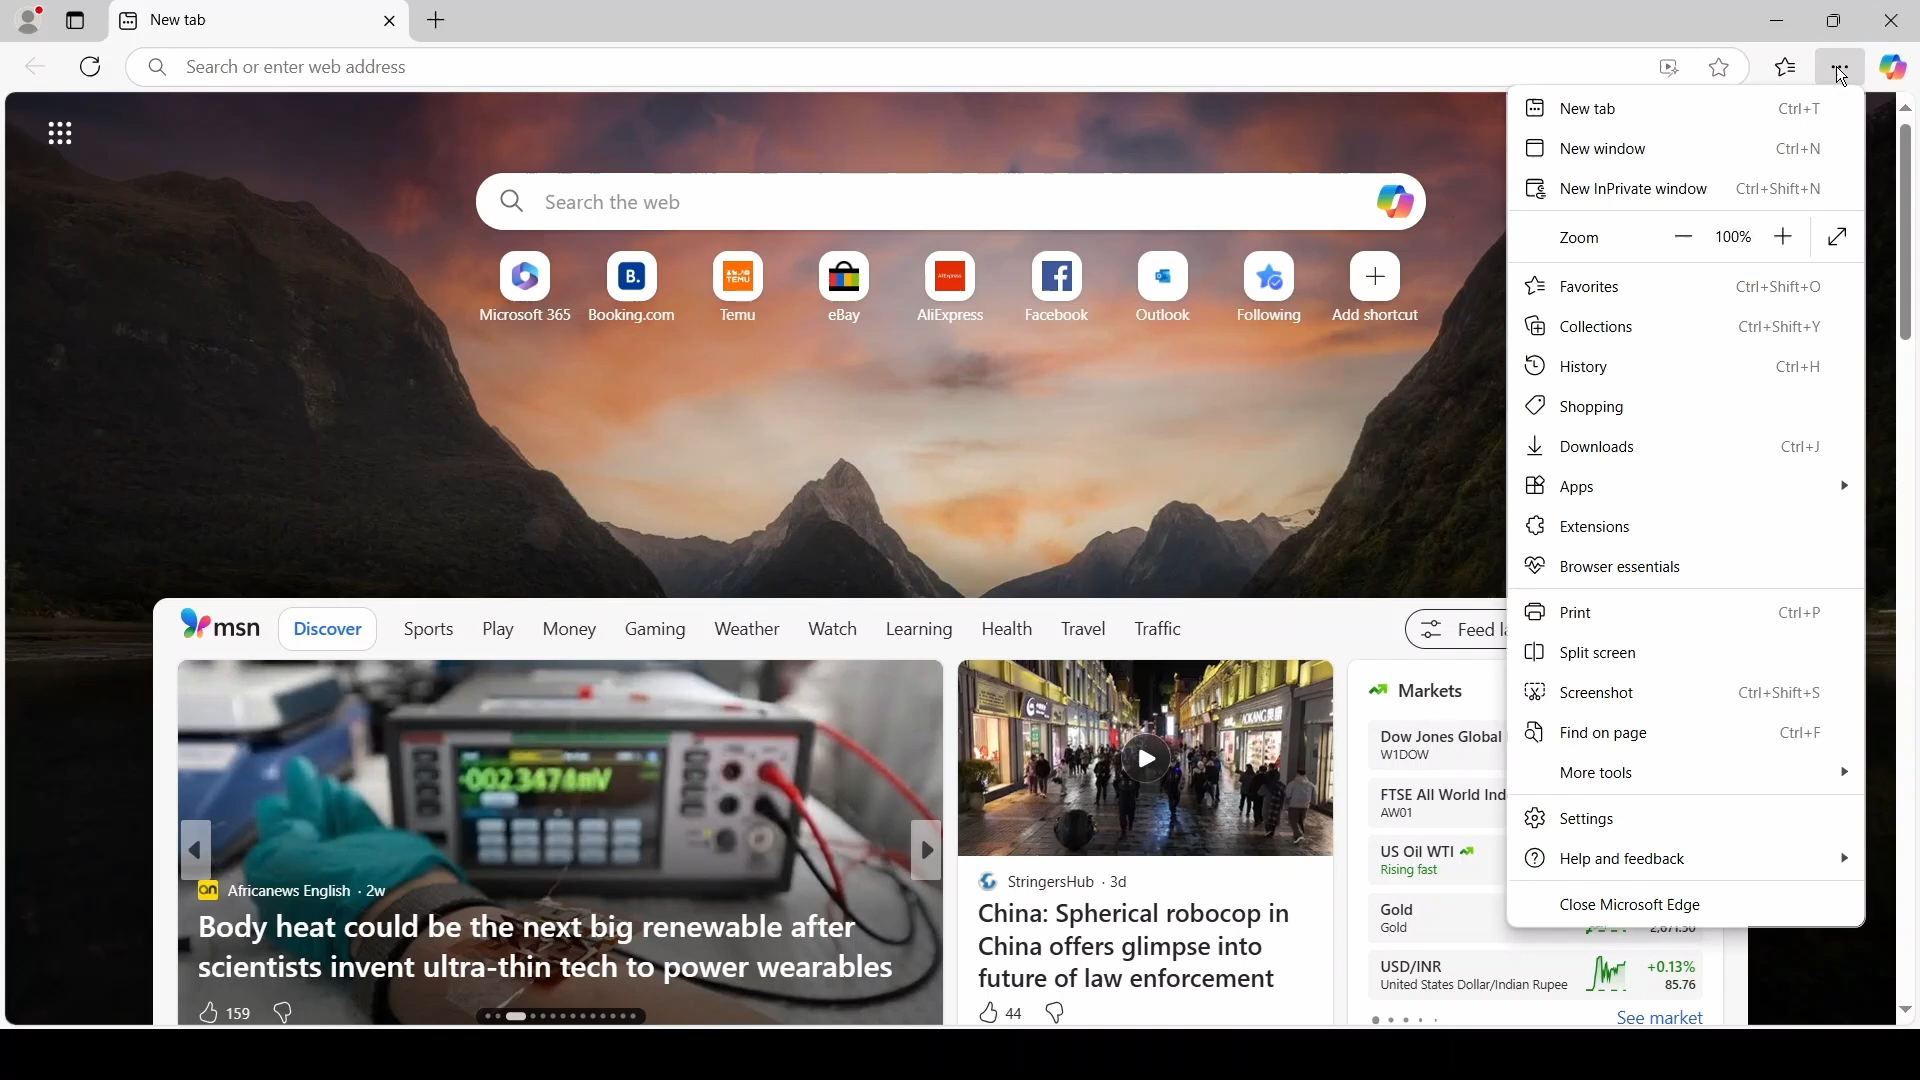 New tab
Search or enter web address
Search the web
Microsoft 365
Booking.com
Temu
eBay
AliExpress
Facebook
Outlook
Following
Add shortcut
B.
TEMU
AliExpress
New tab Ctrl+T
New window Ctrl+N
New InPrivate window Ctrl+Shift+N
Zoom 100%
Favorites Ctrl+Shift+O
Collections Ctrl+Shift+Y
History Ctrl+H
Shopping
Downloads Ctrl+J
Apps
Extensions
Browser essentials
Print Ctrl+P
Split screen
Screenshot Ctrl+Shift+S
Find on page Ctrl+F
More tools
Settings
Help and feedback
Close Microsoft Edge
msn Discover Sports Play Money Gaming Weather Watch Learning Health Travel Traffic
Feed la
-002.3474mV
an Africanews English · 2w
Body heat could be the next big renewable after
scientists invent ultra-thin tech to power wearables
159
AOKANG
StringersHub · 3d
China: Spherical robocop in
China offers glimpse into
future of law enforcement
44
Markets
Dow Jones Global
W1DOW
FTSE All World Ind
AW01
US Oil WTI
Rising fast
Gold
Gold
USD/INR +0.13%
United States Dollar/Indian Rupee 85.76
See market